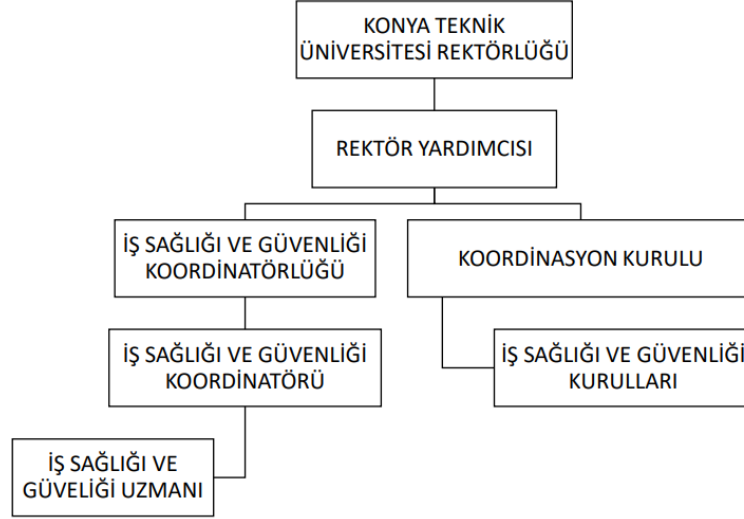 KONYA TEKNİK
ÜNİVERSİTESİ REKTÖRLÜĞÜ
REKTÖR YARDIMCISI
İŞ SAĞLIĞI VE GÜVENLİĞİ
KOORDİNATÖRLÜĞÜ
KOORDİNASYON KURULU
İŞ SAĞLIĞI VE GÜVENLİĞİ
KOORDİNATÖRÜ
İŞ SAĞLIĞI VE GÜVENLİĞİ
KURULLARI
İŞ SAĞLIĞI VE
GÜVELİĞİ UZMANI